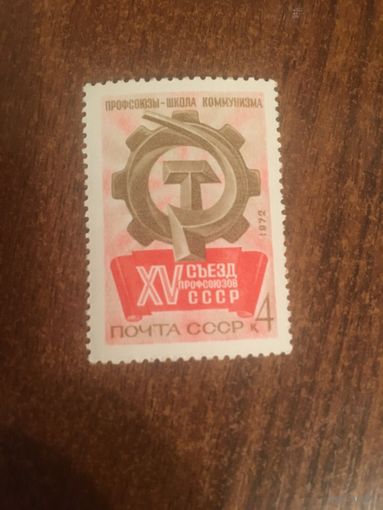 ПРОФСОЮЗЫ-ШКОЛА КОММУНИЗМА
1972
XV СЪЕЗД
ПРОФСОЮЗОВ
СССР
ПОЧТА СССР к 4